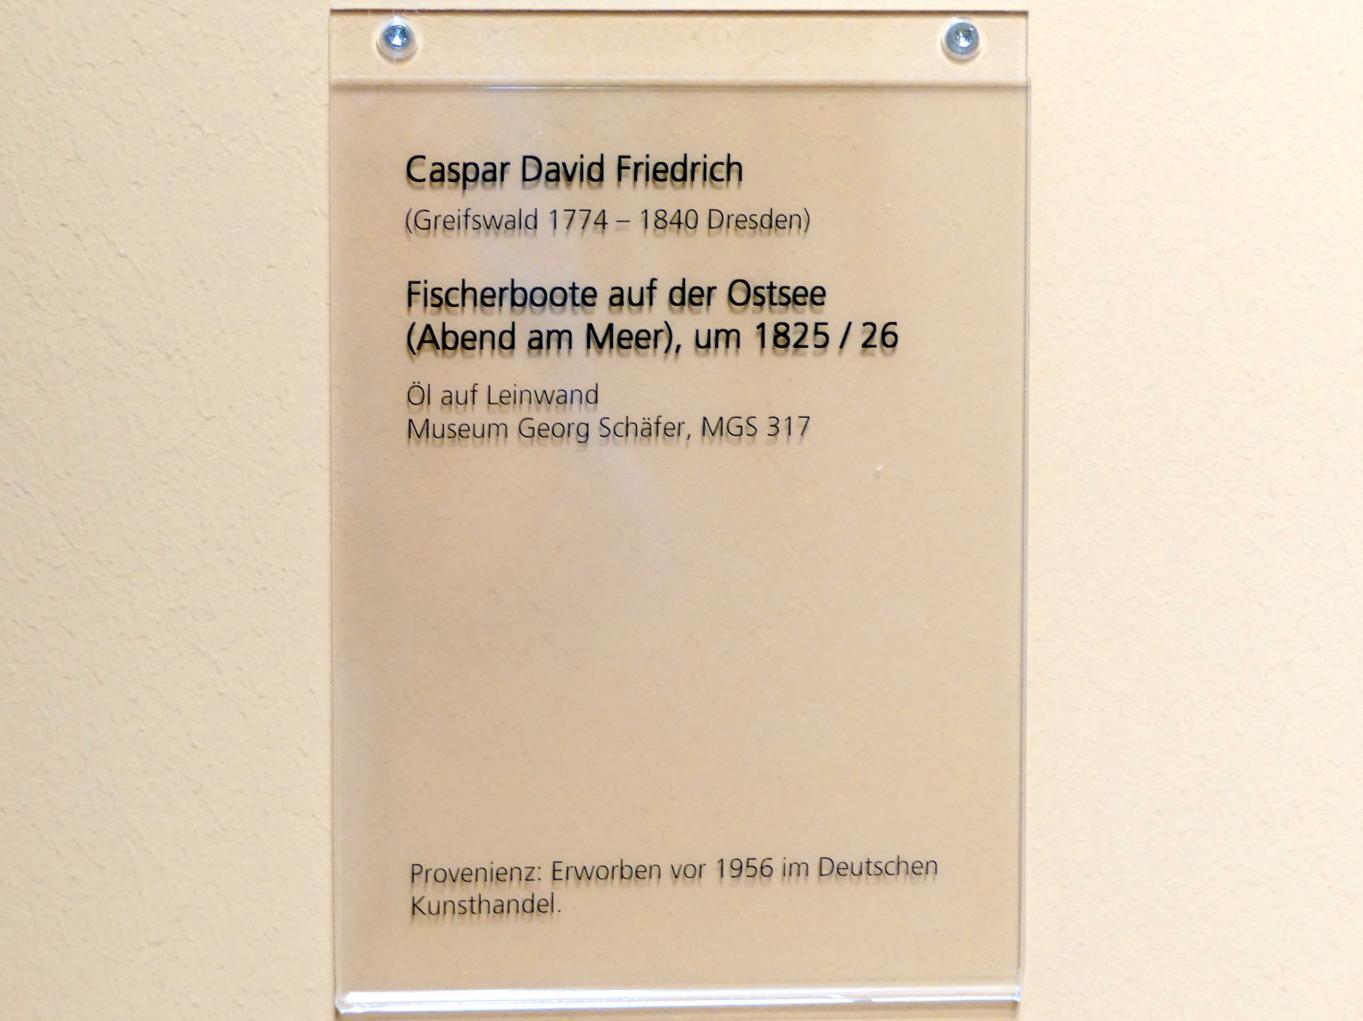 Caspar David Friedrich
(Greifswald 1774 – 1840 Dresden)
Fischerboote auf der Ostsee
(Abend am Meer), um 1825 / 26
Öl auf Leinwand
Museum Georg Schäfer, MGS 317
Provenienz: Erworben vor 1956 im Deutschen
Kunsthandel.